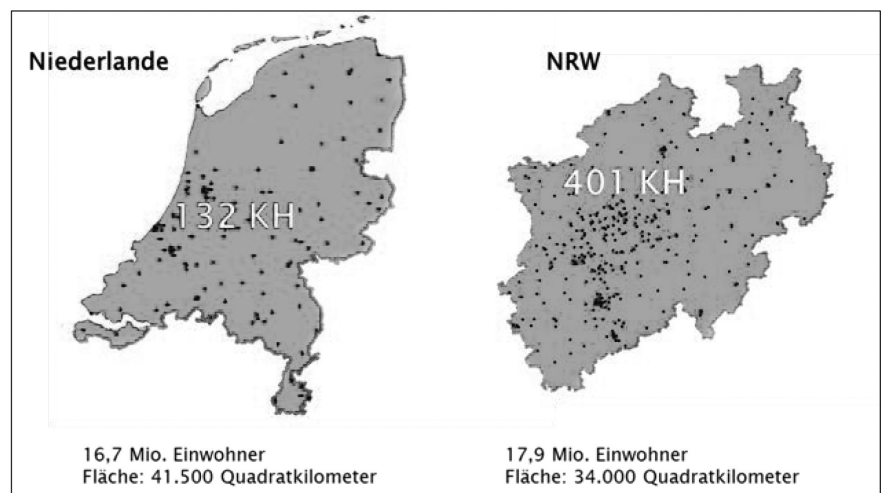 Niederlande
132 KH
16,7 Mio. Einwohner
Fläche: 41.500 Quadratkilometer
NRW
401 KH
17,9 Mio. Einwohner
Fläche: 34.000 Quadratkilometer